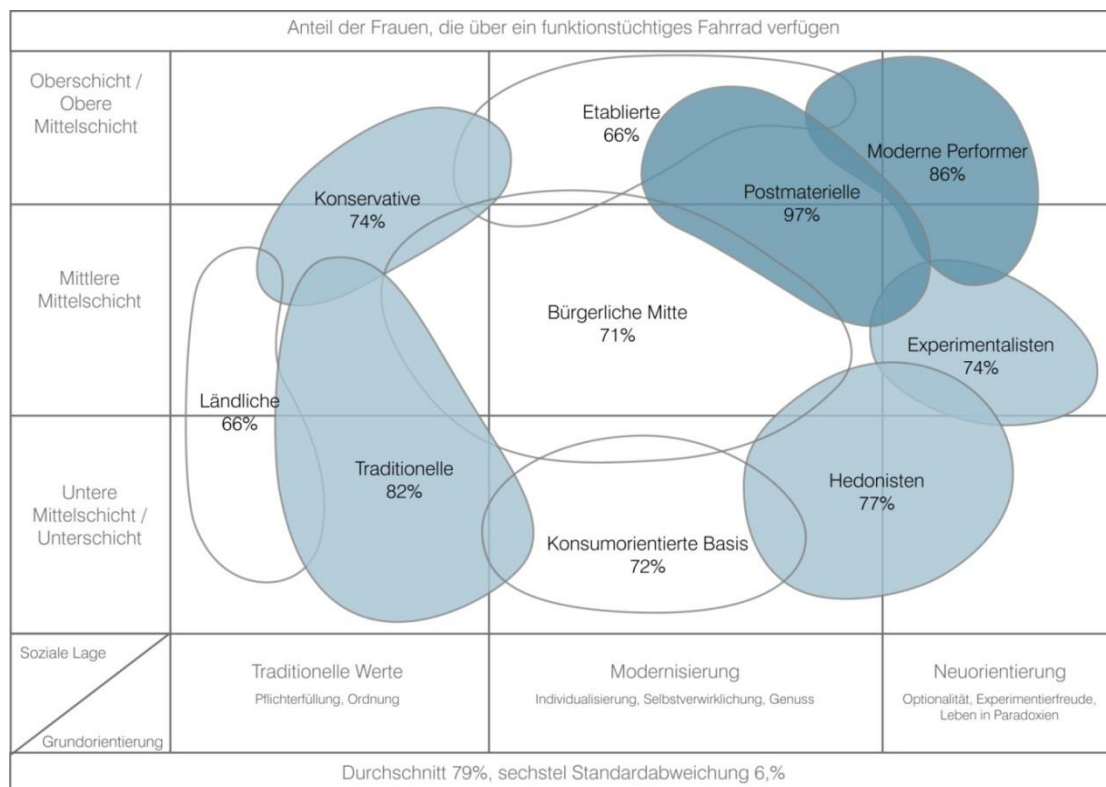 Anteil der Frauen, die über ein funktionstüchtiges Fahrrad verfügen
Oberschicht /
Obere
Mittelschicht
Etablierte
66%
Moderne Performer
86%
Konservative
74%
Postmaterielle
97%
Mittlere
Mittelschicht
Bürgerliche Mitte
71%
Experimentalisten
74%
Ländliche
66%
Traditionelle
82%
Hedonisten
77%
Untere
Mittelschicht /
Unterschicht
Konsumorientierte Basis
72%
Soziale Lage
Grundorientierung
Traditionelle Werte
Pflichterfüllung, Ordnung
Modernisierung
Individualisierung, Selbstverwirklichung, Genuss
Neuorientierung
Optionalität, Experimentierfreude,
Leben in Paradoxien
Durchschnitt 79%, sechstel Standardabweichung 6,%